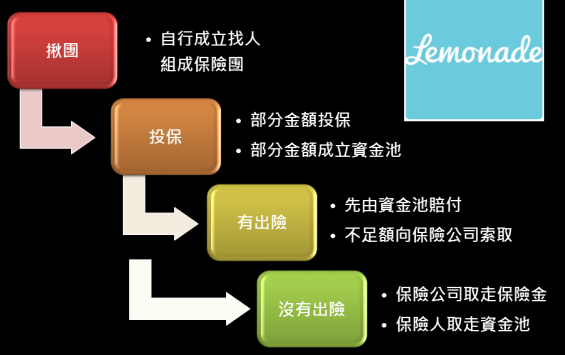 Lemonade
揪團
• 自行成立找人
組成保險團
投保
• 部分金額投保
• 部分金額成立資金池
有出險
• 先由資金池賠付
• 不足額向保險公司索取
沒有出險
• 保險公司取走保險金
• 保險人取走資金池